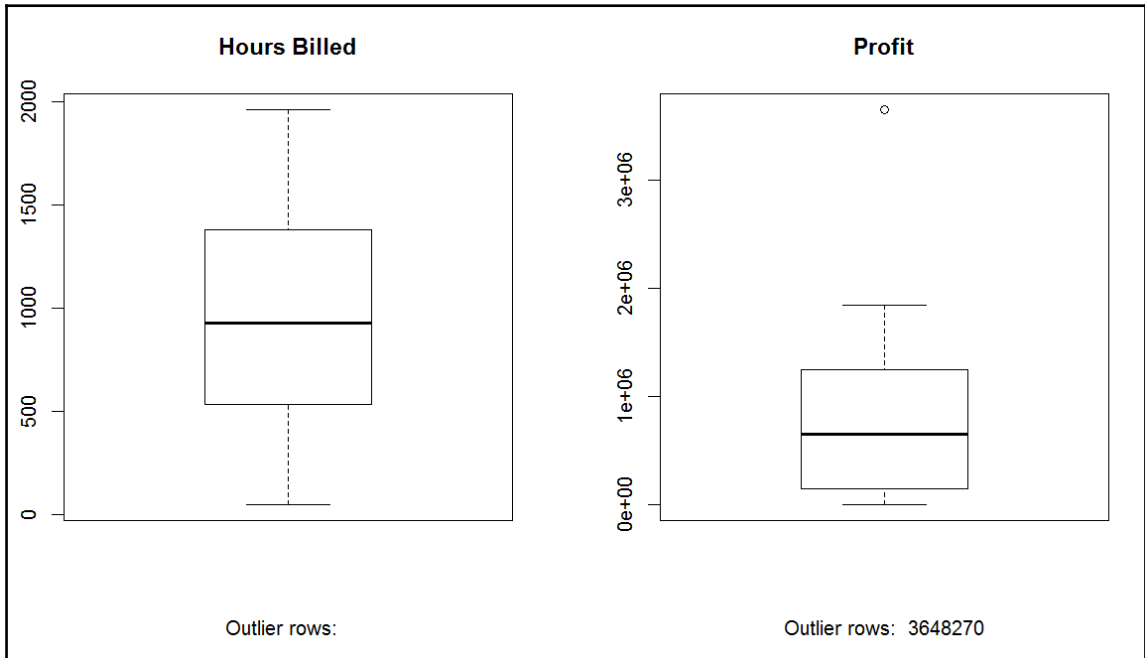 Hours Billed
2000
1500
1000
500
0
Outlier rows:
Profit
3e+06
2e+06
1e+06
0e+00
Outlier rows: 3648270